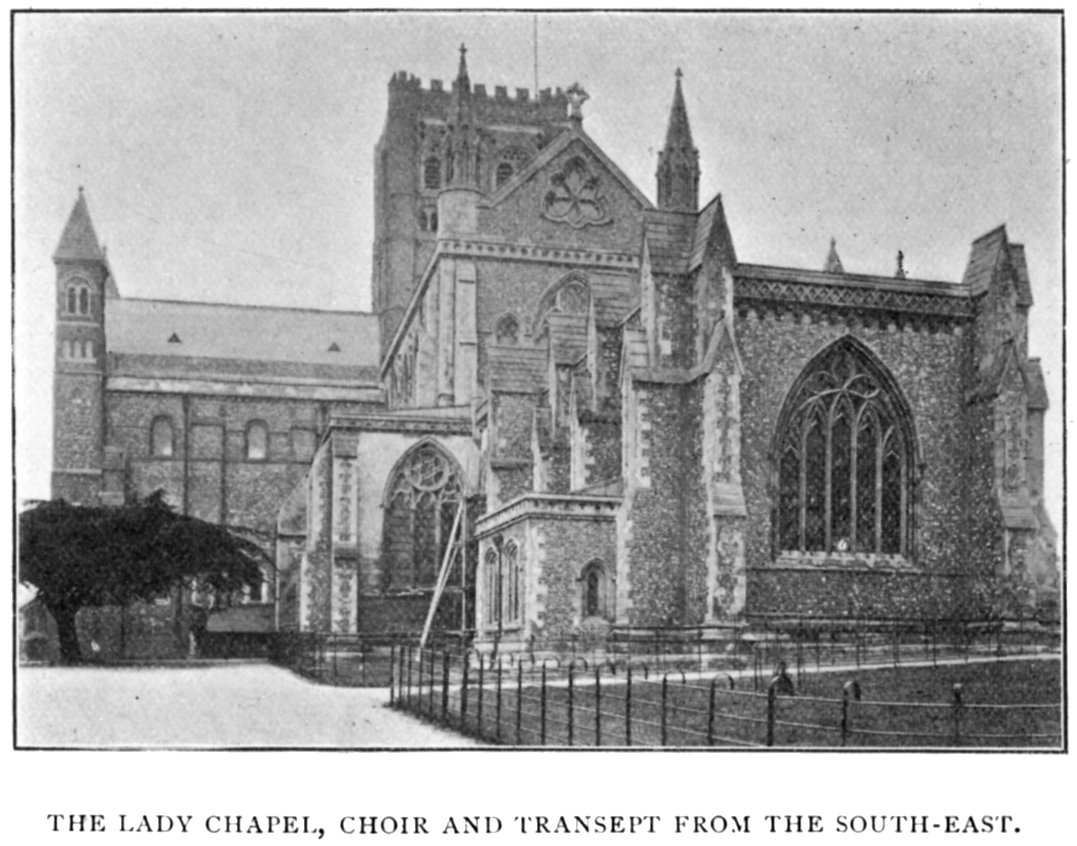 THE LADY CHAPEL, CHOIR AND TRANSEPT FROM THE SOUTH-EAST.